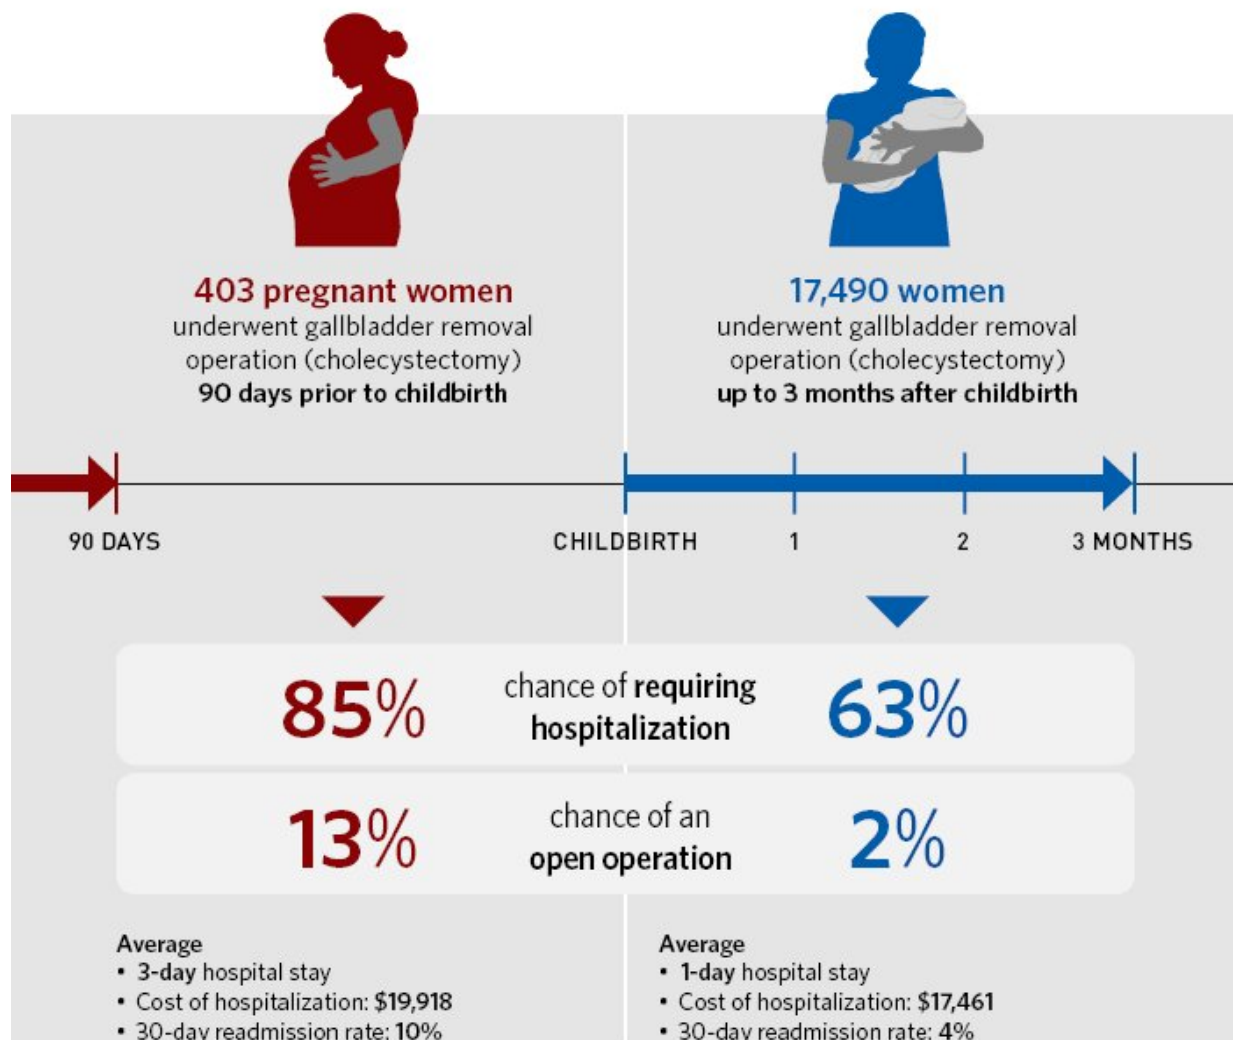 403 pregnant women
underwent gallbladder removal
operation (cholecystectomy)
90 days prior to childbirth
17,490 women
underwent gallbladder removal
operation (cholecystectomy)
up to 3 months after childbirth
90 DAYS
CHILDBIRTH
1
2
3 MONTHS
85%
chance of requiring
hospitalization
63%
13%
chance of an
open operation
2%
Average
• 3-day hospital stay
• Cost of hospitalization: $19,918
• 30-day readmission rate: 10%
Average
• 1-day hospital stay
• Cost of hospitalization: $17,461
• 30-day readmission rate: 4%